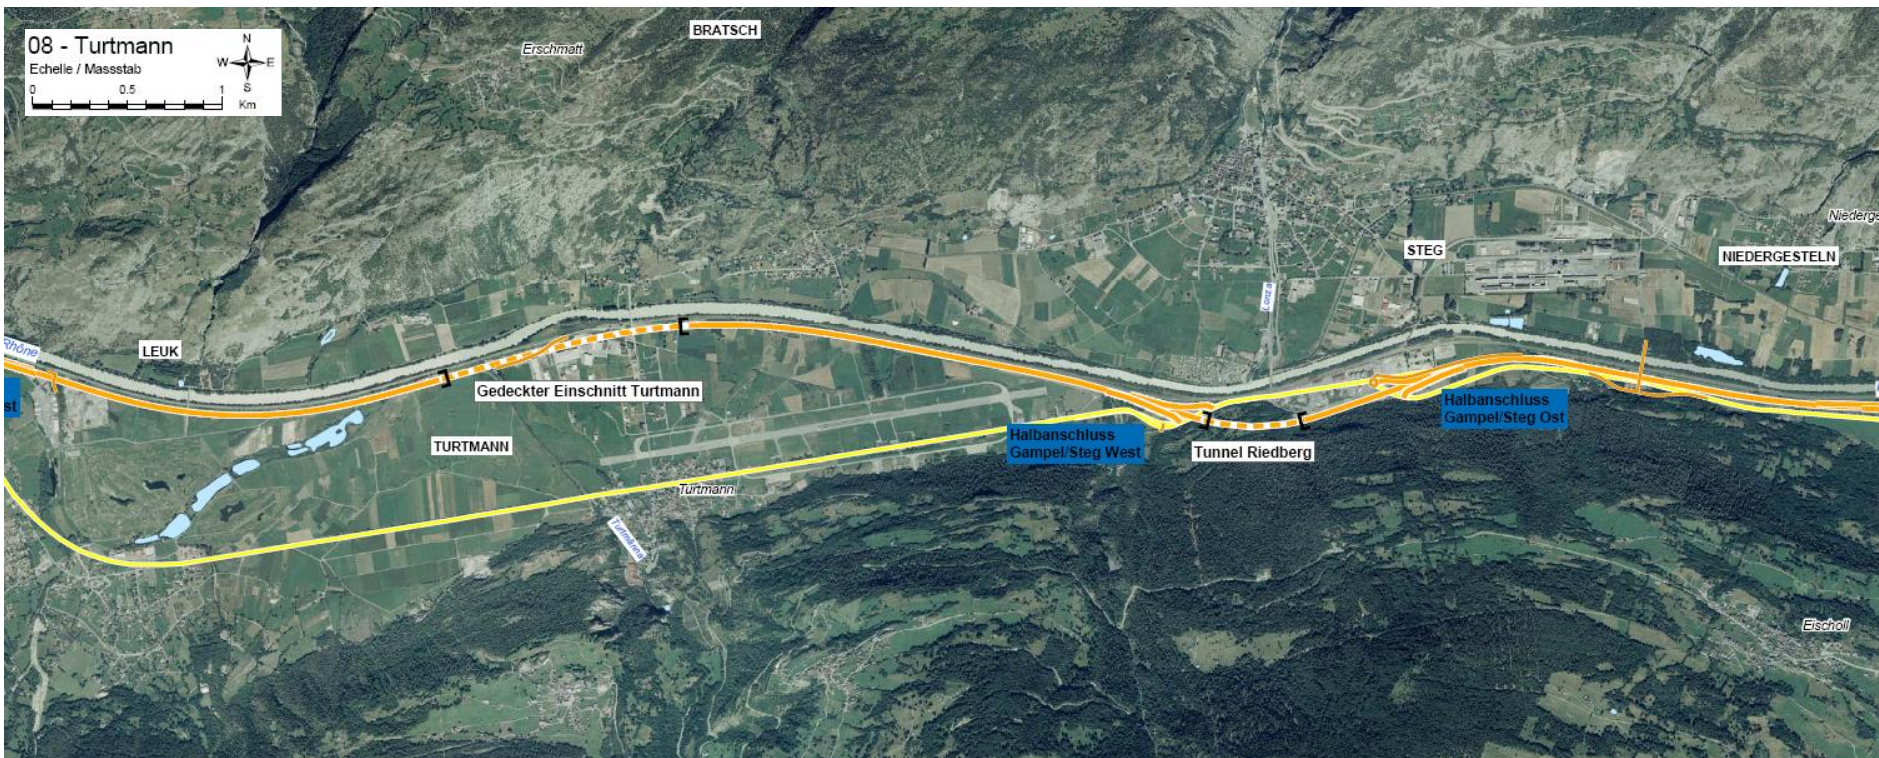 08 - Turtmann
Echelle / Massstab
0 0.5 1
Km
N
W E
S
BRATSCH
Erschmatt
Niederge
STEG
NIEDERGESTELN
Lonza
Rhône
LEUK
st
Gedeckter Einschnitt Turtmann
TURTMANN
Halbanschluss
Gampel/Steg West
Tunnel Riedberg
Halbanschluss
Gampel/Steg Ost
Turtmann
Turtmänna
Eischoll